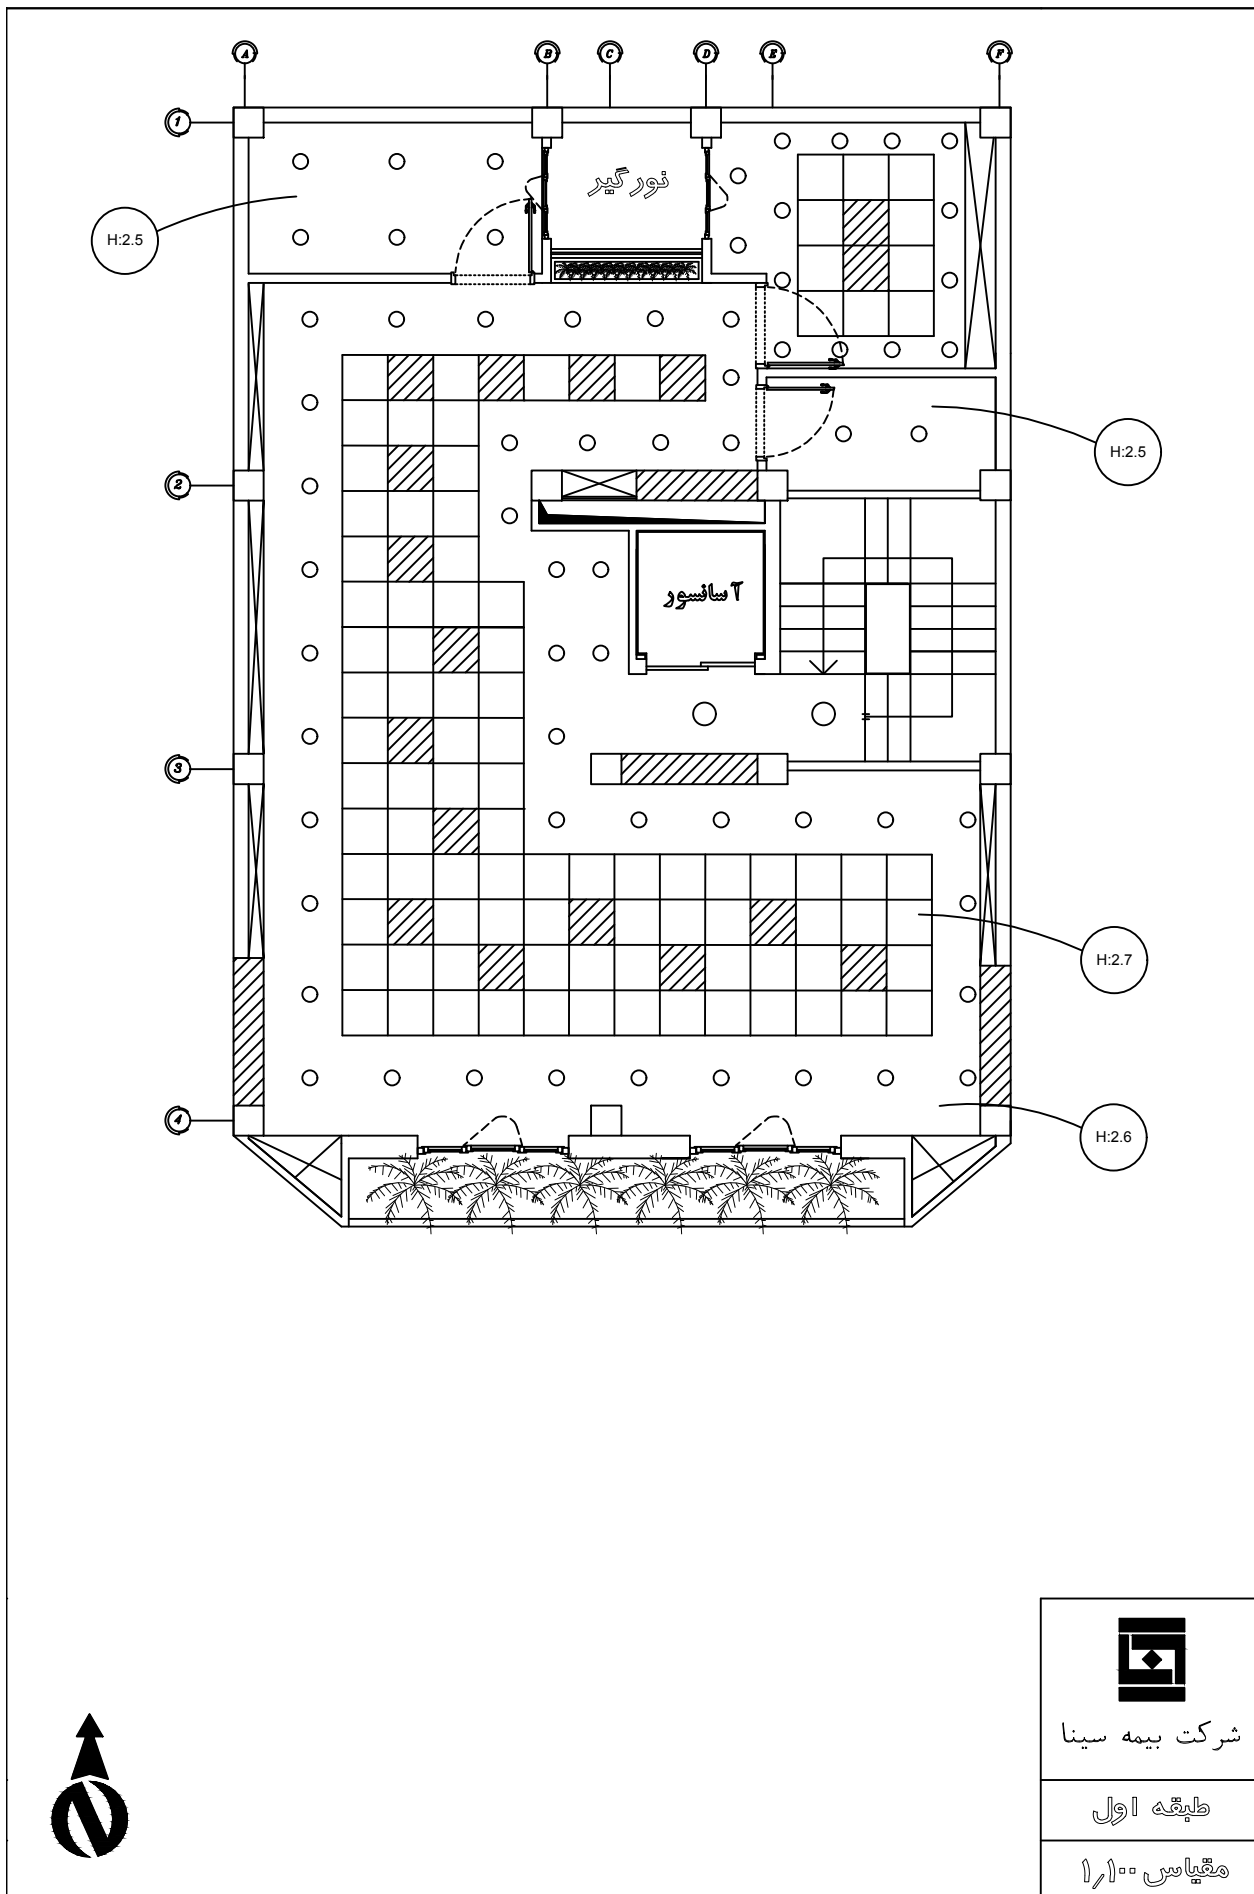 A B C D E F
1
نورگیر
H:2.5
H:2.5
2
آسانسور
3
H:2.7
4
H:2.6
شرکت بیمه سینا
طبقه اول
مقیاس ۱٫۱۰۰